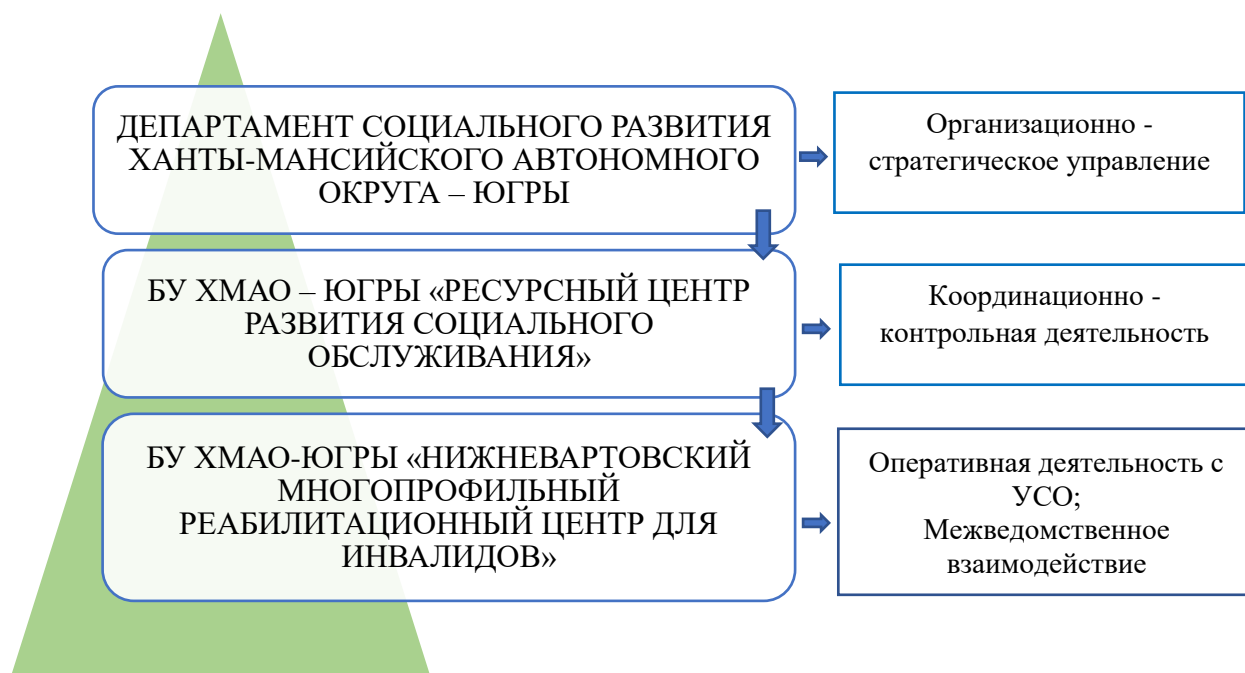 ДЕПАРТАМЕНТ СОЦИАЛЬНОГО РАЗВИТИЯ
ХАНТЫ-МАНСИЙСКОГО АВТОНОМНОГО
ОКРУГА – ЮГРЫ
Организационно -
стратегическое управление
БУ ХМАО – ЮГРЫ «РЕСУРСНЫЙ ЦЕНТР
РАЗВИТИЯ СОЦИАЛЬНОГО
ОБСЛУЖИВАНИЯ»
Координационно -
контрольная деятельность
БУ ХМАО-ЮГРЫ «НИЖНЕВАРТОВСКИЙ
МНОГОПРОФИЛЬНЫЙ
РЕАБИЛИТАЦИОННЫЙ ЦЕНТР ДЛЯ
ИНВАЛИДОВ»
Оперативная деятельность с
УСО;
Межведомственное
взаимодействие